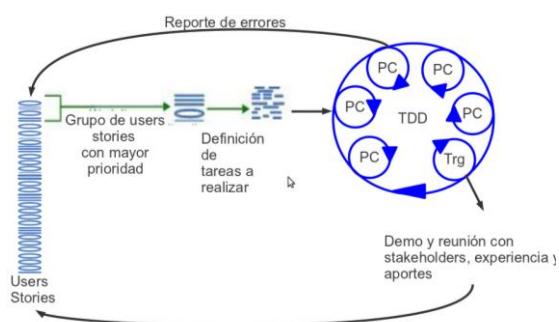 Reporte de errores
Grupo de users
stories
con mayor
prioridad
Definición
de
tareas a
realizar
PC
PC
PC
TDD
PC
PC
Trg
Demo y reunión con
stakeholders, experiencia y
aportes
Users
Stories